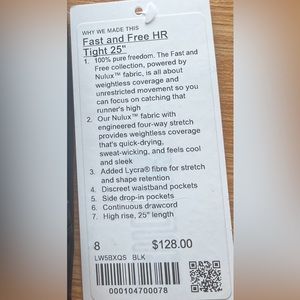 WHY WE MADE THIS
Fast and Free HR
Tight 25"
1. 100% pure freedom. The Fast and
Free collection, powered by
Nulux™ fabric, is all about
weightless coverage and
unrestricted movement so you
can focus on catching that
runner's high
2. Our Nulux™ fabric with
engineered four-way stretch
provides weightless coverage
that's quick-drying,
sweat-wicking, and feels cool
and sleek
3. Added Lycra® fibre for stretch
and shape retention
4. Discreet waistband pockets
5. Side drop-in pockets
6. Continuous drawcord
7. High rise, 25" length
8 $128.00
LW5BXQS BLK
000104700078